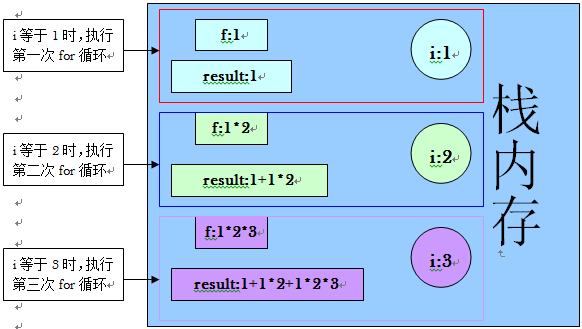 i 等于 1 时，执行
第一次 for 循环
f:1
i:1
result:1
i 等于 2 时，执行
第二次 for 循环
f:1*2
i:2
result:1+1*2
i 等于 3 时，执行
第三次 for 循环
f:1*2*3
i:3
result:1+1*2+1*2*3
栈
内
存